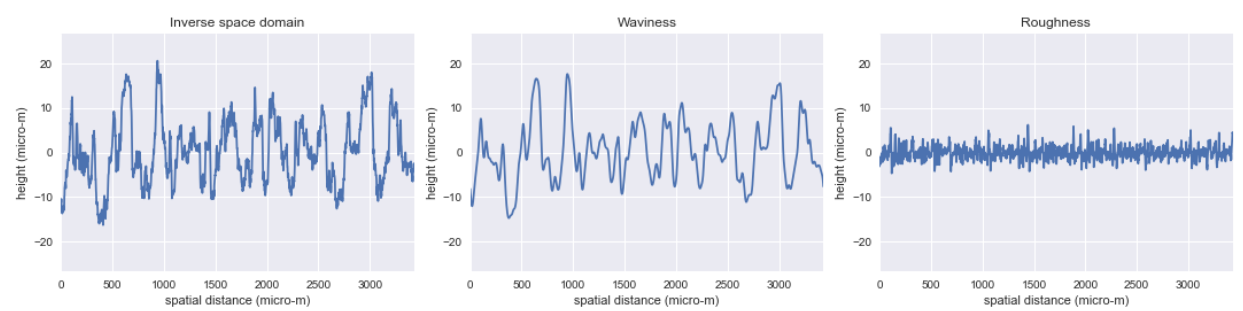 Inverse space domain
height (micro-m)
20
10
0
−10
−20
0 500 1000 1500 2000 2500 3000
spatial distance (micro-m)
Waviness
height (micro-m)
20
10
0
−10
−20
0 500 1000 1500 2000 2500 3000
spatial distance (micro-m)
Roughness
height (micro-m)
20
10
0
−10
−20
0 500 1000 1500 2000 2500 3000
spatial distance (micro-m)